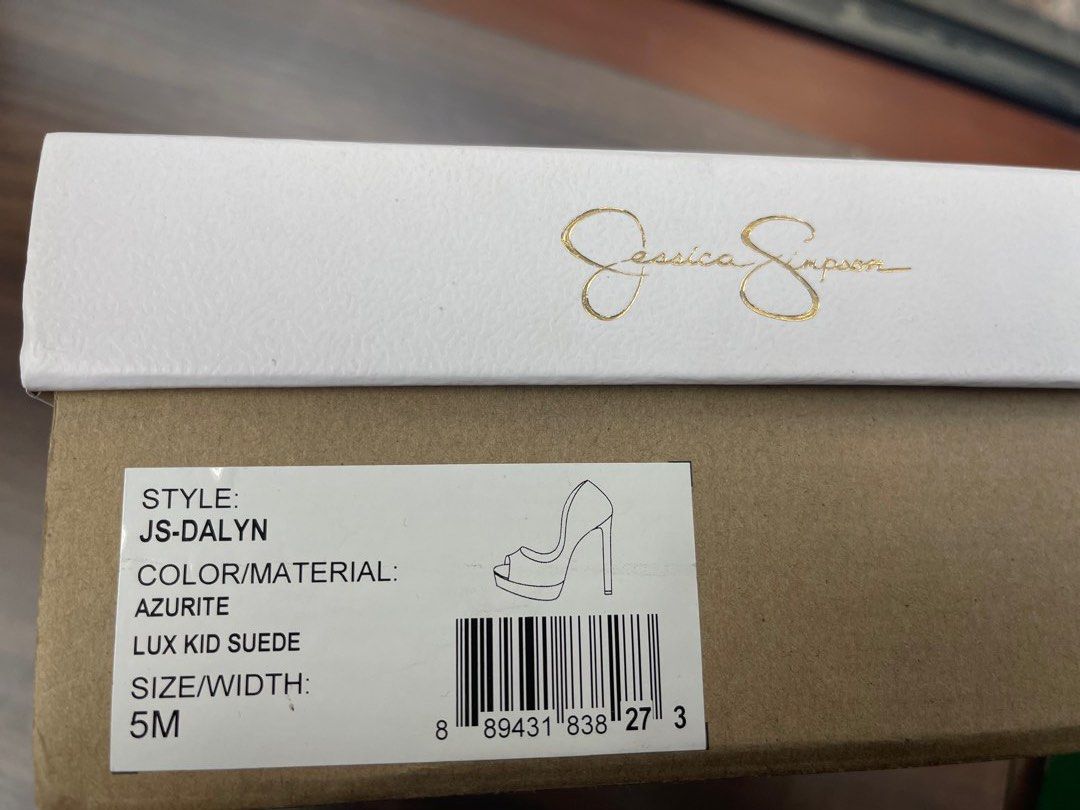 Jessica Simpson
STYLE:
JS-DALYN
COLOR/MATERIAL:
AZURITE
LUX KID SUEDE
SIZE/WIDTH:
5M
8 89431 838 27 3